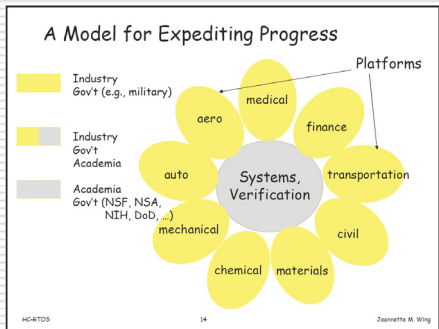 A Model for Expediting Progress
Platforms
Industry
Gov't (e.g., military)
Industry
Gov't
Academia
Academia
Gov't (NSF, NSA,
NIH, DoD, ...)
medical
aero
finance
auto
Systems,
Verification
transportation
mechanical
civil
chemical
materials
HC-RTOS
14
Jeannette M. Wing